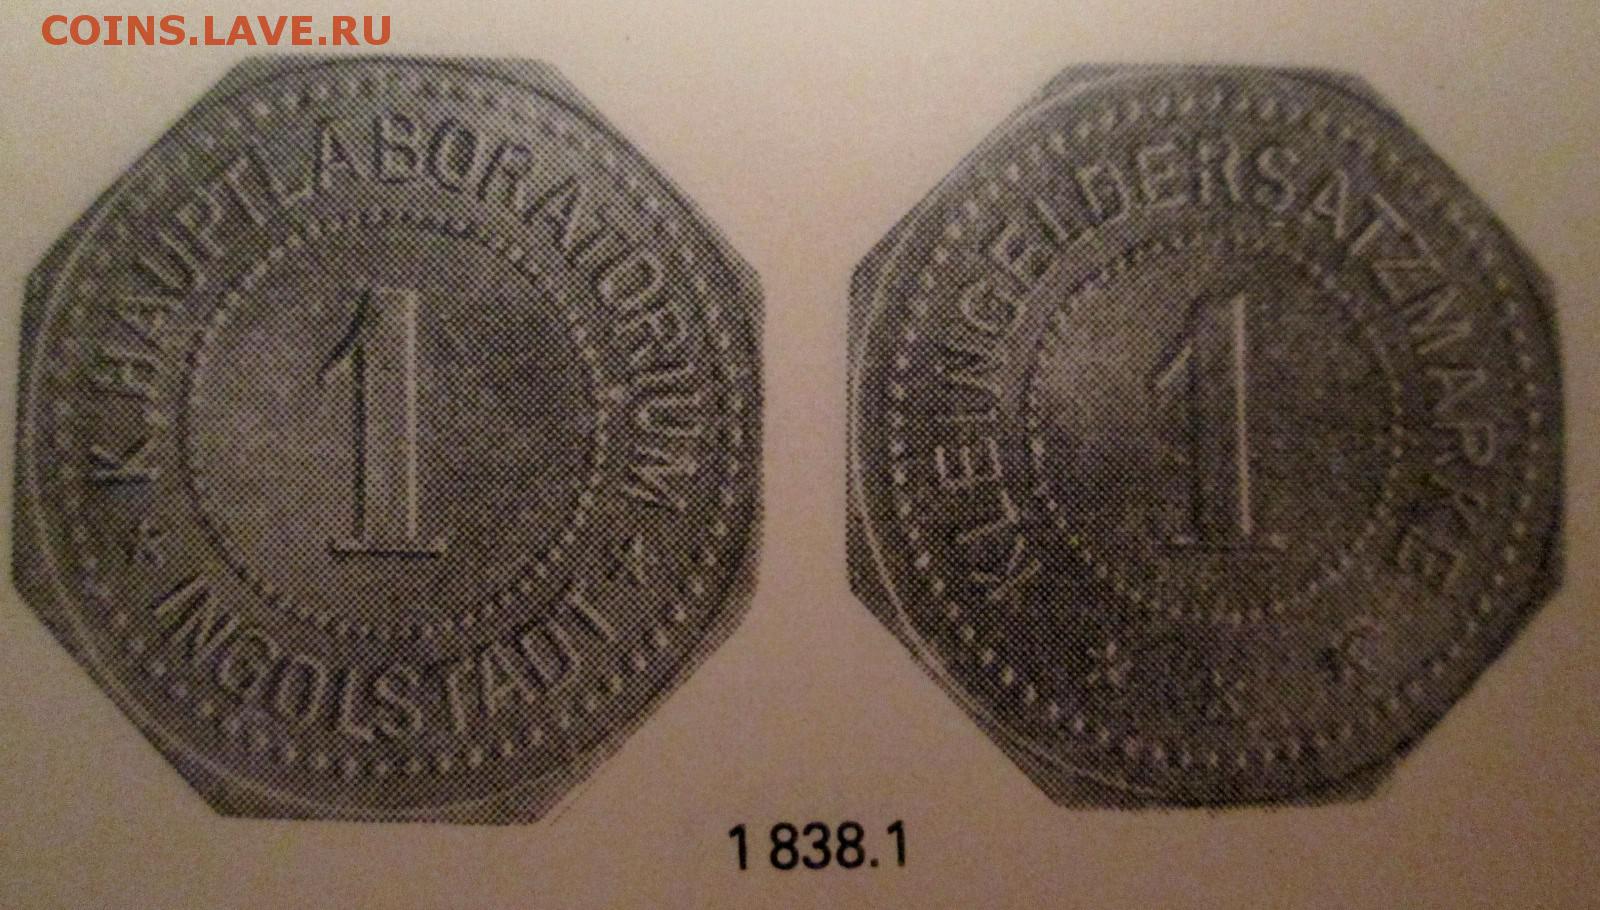 COINS.LAVE.RU
K. HAUPTLABORATORIUM
1
INGOLSTADT
KLEINGELDERSATZMARKE
1
1 838.1